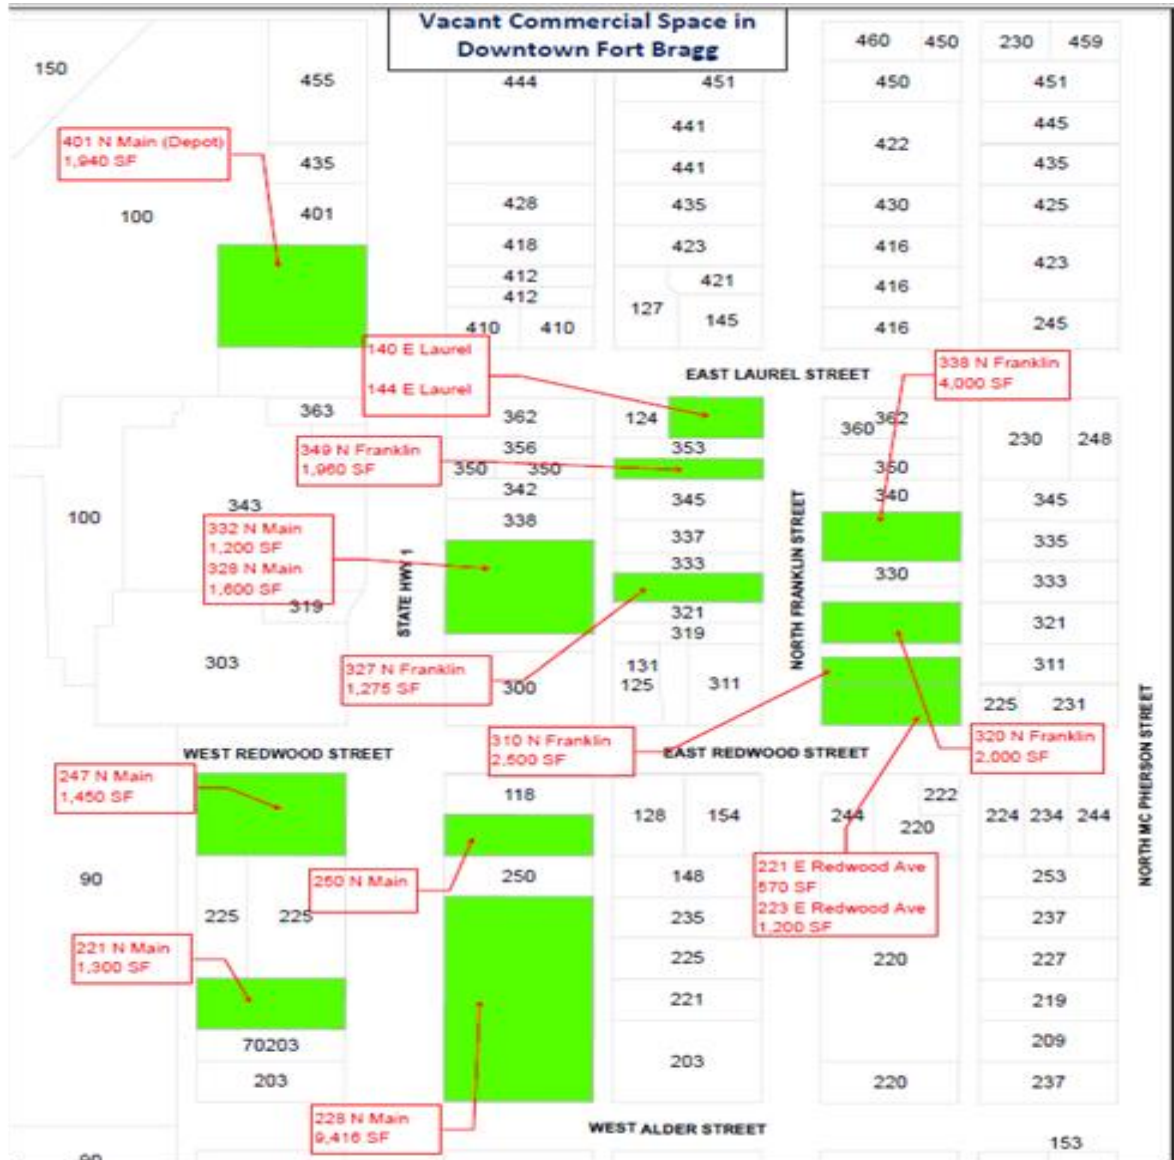 Vacant Commercial Space in
Downtown Fort Bragg
460 450 230 459
150
455 444 451 450 451
441 445
401 N Main (Depot)
1,940 SF
422
435 441 435
100 401 428 435 430 425
418 423 416
423
412 421 416
412
127 145
410 410 416 245
140 E Laurel
144 E Laurel
EAST LAUREL STREET
338 N Franklin
4,000 SF
363 362 124 360 362
230 248
356 353
349 N Franklin
1,960 SF
350 350 350
342 345 340 345
343
100
338 337 335
332 N Main
1,200 SF
328 N Main
1,600 SF
STATE HWY 1
NORTH FRANKLIN STREET
333 330 333
319 321 321
319
303 131 311
327 N Franklin
1,275 SF
300 125 311
225 231
NORTH MC PHERSON STREET
WEST REDWOOD STREET
310 N Franklin
2,500 SF
EAST REDWOOD STREET
320 N Franklin
2,000 SF
247 N Main
1,450 SF
118 222
128 154 244 220 224 234 244
221 E Redwood Ave
570 SF
223 E Redwood Ave
1,200 SF
90 250 148 253
260 N Main
225 225 235 237
221 N Main
1,300 SF
225 220 227
221 219
70203 209
203 203 220 237
228 N Main
9,416 SF
WEST ALDER STREET
153